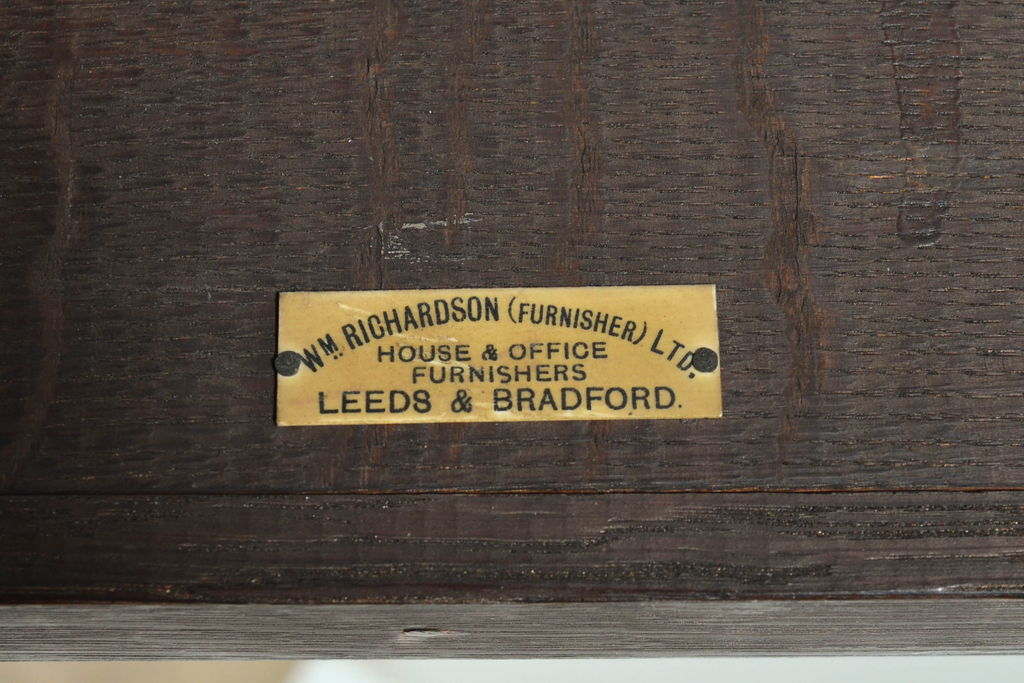 WM. RICHARDSON (FURNISHER) LTD.
HOUSE & OFFICE
FURNISHERS
LEEDS & BRADFORD.